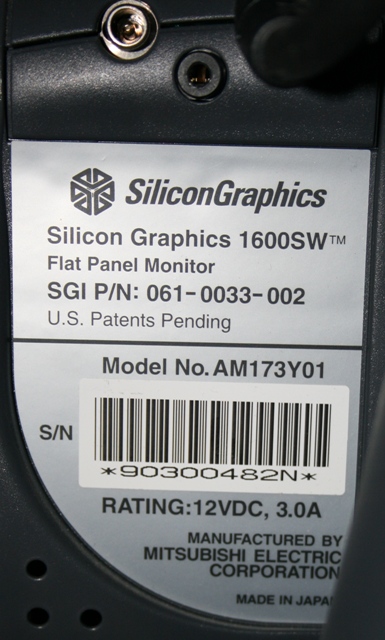 SiliconGraphics
Silicon Graphics 1600SW™
Flat Panel Monitor
SGI P/N: 061-0033-002
U.S. Patents Pending
Model No. AM173Y01
S/N
*90300482N*
RATING:12VDC, 3.0A
MANUFACTURED BY
MITSUBISHI ELECTRIC
CORPORATION
MADE IN JAPAN